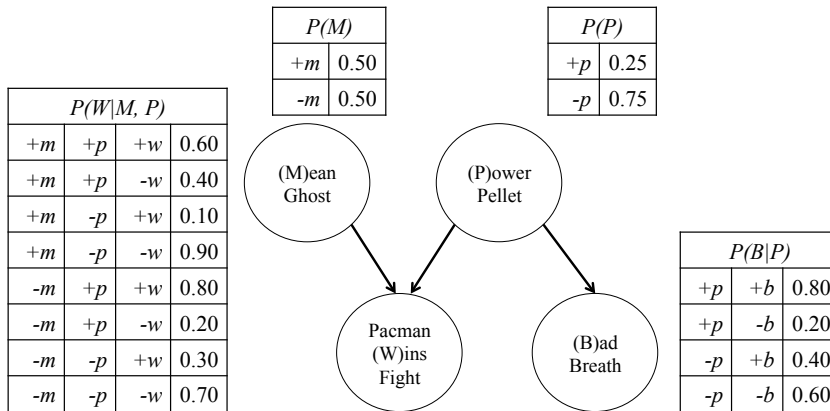 P(M)
+m 0.50
-m 0.50
P(P)
+p 0.25
-p 0.75
P(W|M, P)
+m +p +w 0.60
+m +p -w 0.40
+m -p +w 0.10
+m -p -w 0.90
-m +p +w 0.80
-m +p -w 0.20
-m -p +w 0.30
-m -p -w 0.70
(M)ean
Ghost
(P)ower
Pellet
Pacman
(W)ins
Fight
(B)ad
Breath
P(B|P)
+p +b 0.80
+p -b 0.20
-p +b 0.40
-p -b 0.60